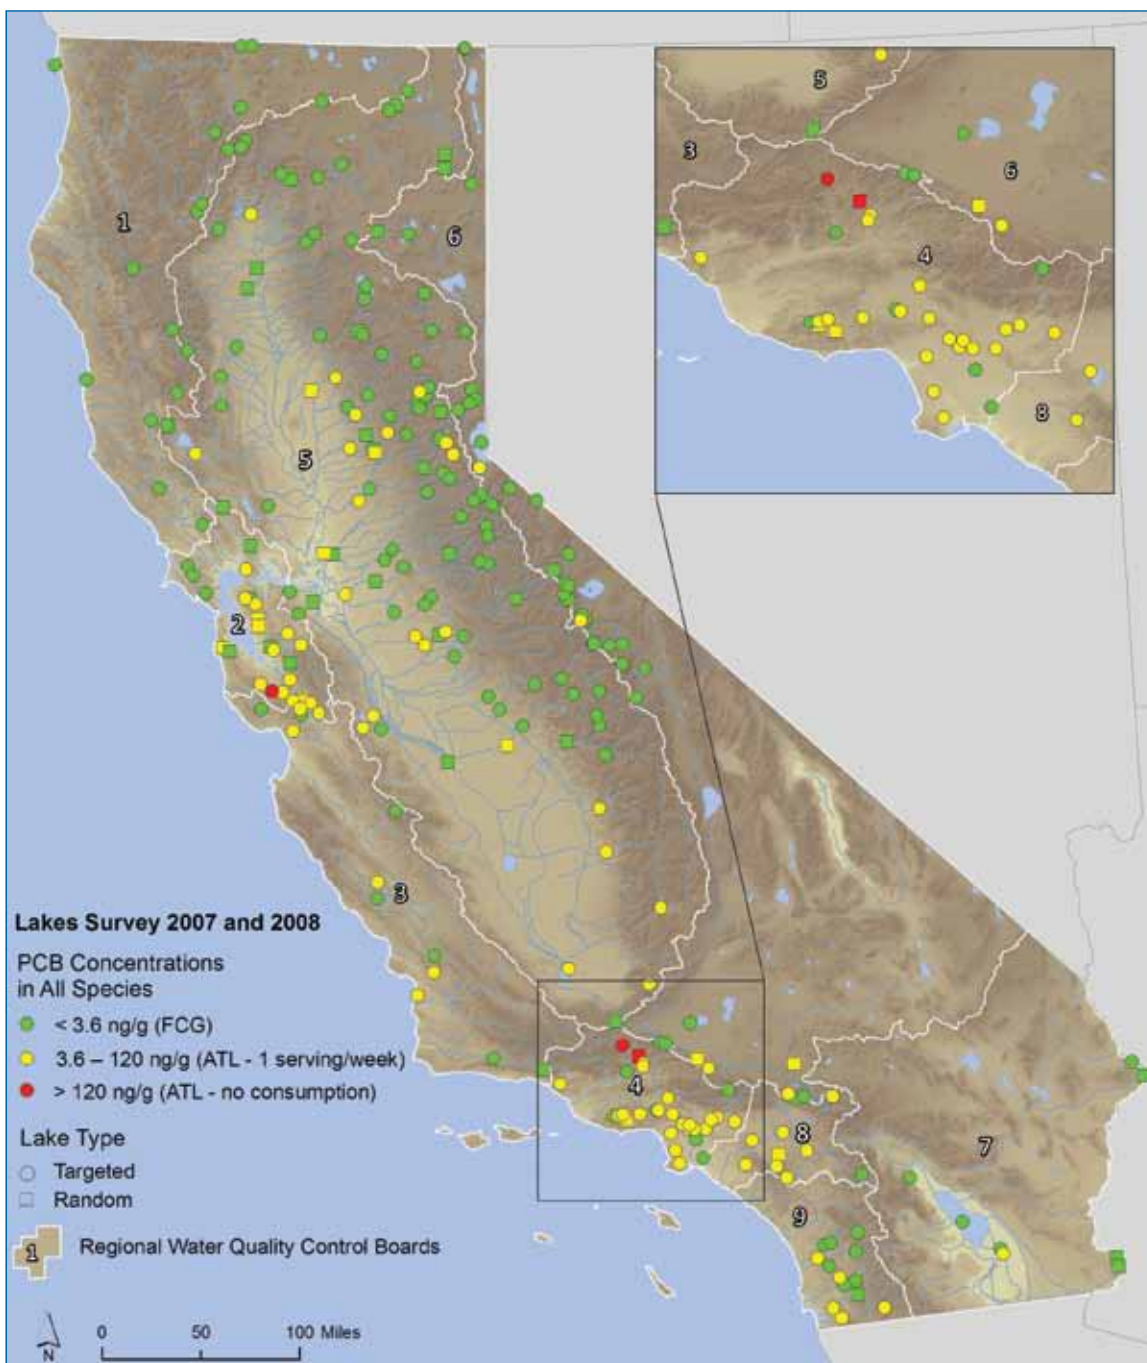 5
3
6
4
8
1
6
5
2
3
4
8
7
9
Lakes Survey 2007 and 2008
PCB Concentrations
in All Species
< 3.6 ng/g (FCG)
3.6 – 120 ng/g (ATL - 1 serving/week)
> 120 ng/g (ATL - no consumption)
Lake Type
Targeted
Random
1 Regional Water Quality Control Boards
N
0 50 100 Miles